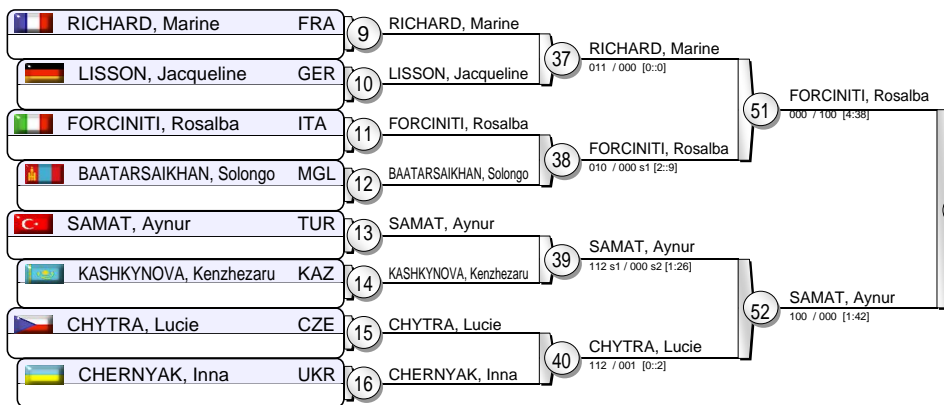 RICHARD, Marine FRA
9
RICHARD, Marine
37
RICHARD, Marine
011 / 000 [0::0]
LISSON, Jacqueline GER
10
LISSON, Jacqueline
51
FORCINITI, Rosalba
000 / 100 [4:38]
FORCINITI, Rosalba ITA
11
FORCINITI, Rosalba
38
FORCINITI, Rosalba
010 / 000 s1 [2::9]
BAATARSAIKHAN, Solongo MGL
12
BAATARSAIKHAN, Solongo
SAMAT, Aynur TUR
13
SAMAT, Aynur
39
SAMAT, Aynur
112 s1 / 000 s2 [1:26]
KASHKYNOVA, Kenzhezaru KAZ
14
KASHKYNOVA, Kenzhezaru
52
SAMAT, Aynur
100 / 000 [1:42]
CHYTRA, Lucie CZE
15
CHYTRA, Lucie
40
CHYTRA, Lucie
112 / 001 [0::2]
CHERNYAK, Inna UKR
16
CHERNYAK, Inna